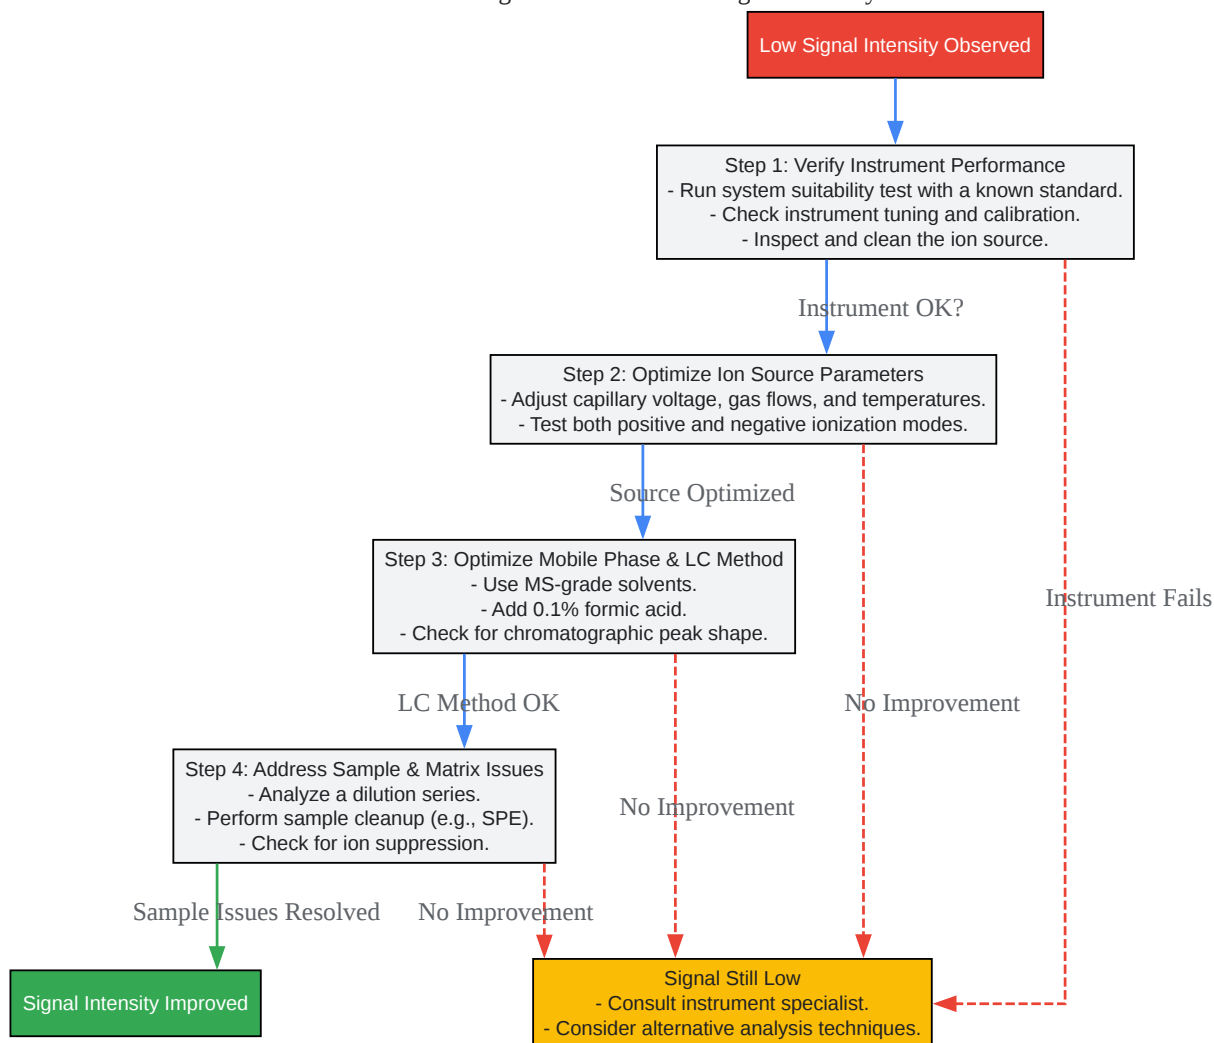 Low Signal Intensity Observed
Step 1: Verify Instrument Performance
- Run system suitability test with a known standard.
- Check instrument tuning and calibration.
- Inspect and clean the ion source.
Instrument OK?
Step 2: Optimize Ion Source Parameters
- Adjust capillary voltage, gas flows, and temperatures.
- Test both positive and negative ionization modes.
Source Optimized
Step 3: Optimize Mobile Phase & LC Method
- Use MS-grade solvents.
- Add 0.1% formic acid.
- Check for chromatographic peak shape.
Instrument Fails
LC Method OK
No Improvement
Step 4: Address Sample & Matrix Issues
- Analyze a dilution series.
- Perform sample cleanup (e.g., SPE).
- Check for ion suppression.
No Improvement
Sample Issues Resolved
No Improvement
Signal Intensity Improved
Signal Still Low
- Consult instrument specialist.
- Consider alternative analysis techniques.